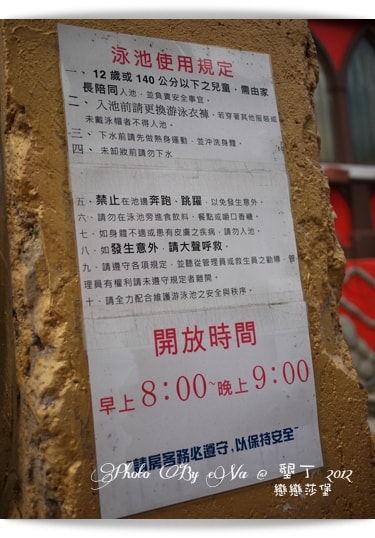 泳池使用規定
一、12歲或140公分以下之兒童，需由家
長陪同入池，並負責安全事宜。
二、入池前請更換游泳衣褲，若穿著其他服裝或
未戴泳帽者不得入池。
三、下水前請先做熱身運動，並沖洗身體。
四、未卸妝前請勿下水
五、禁止在池邊奔跑、跳躍，以免發生意外。
六、請勿在泳池旁進食飲料、餐點或嚼口香糖。
七、如身體不適或患有皮膚之疾病，請勿入池。
八、如發生意外，請大聲呼救。
九、請遵守各項規定，並聽從管理員或救生員之勸導，管
理員有權利請未遵守規定者離開。
十、請全力配合維護游泳池之安全與秩序。
開放時間
早上8:00~晚上9:00
~請房客務必遵守，以保持安全~
Photo By eNa @ 墾丁 2012
戀戀莎堡